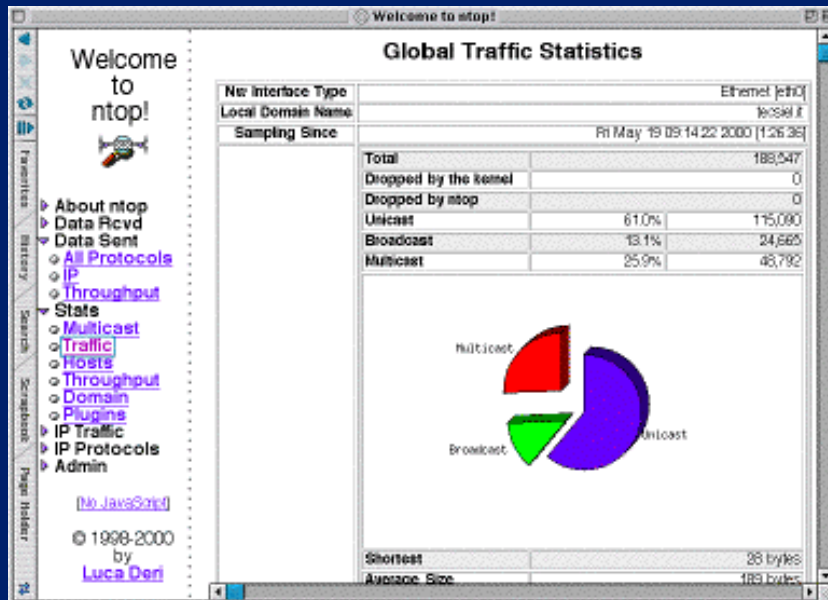 Welcome to ntop!
Favorites
History
Search
Scrapbook
Page Holder
Welcome
to
ntop!
About ntop
Data Rcvd
Data Sent
All Protocols
IP
Throughput
Stats
Multicast
Traffic
Hosts
Throughput
Domain
Plugins
IP Traffic
IP Protocols
Admin
[No JavaScript]
© 1998-2000
by
Luca Deri
Global Traffic Statistics
Nw Interface Type Ethernet [eth0]
Local Domain Name tecsiel.it
Sampling Since Fri May 19 09:14:22 2000 [1:26:36]
Total 188,547
Dropped by the kernel 0
Dropped by ntop 0
Unicast 61.0% 115,090
Broadcast 13.1% 24,665
Multicast 25.9% 48,792
Multicast
Broadcast
Unicast
Shortest 28 bytes
Average Size 189 bytes